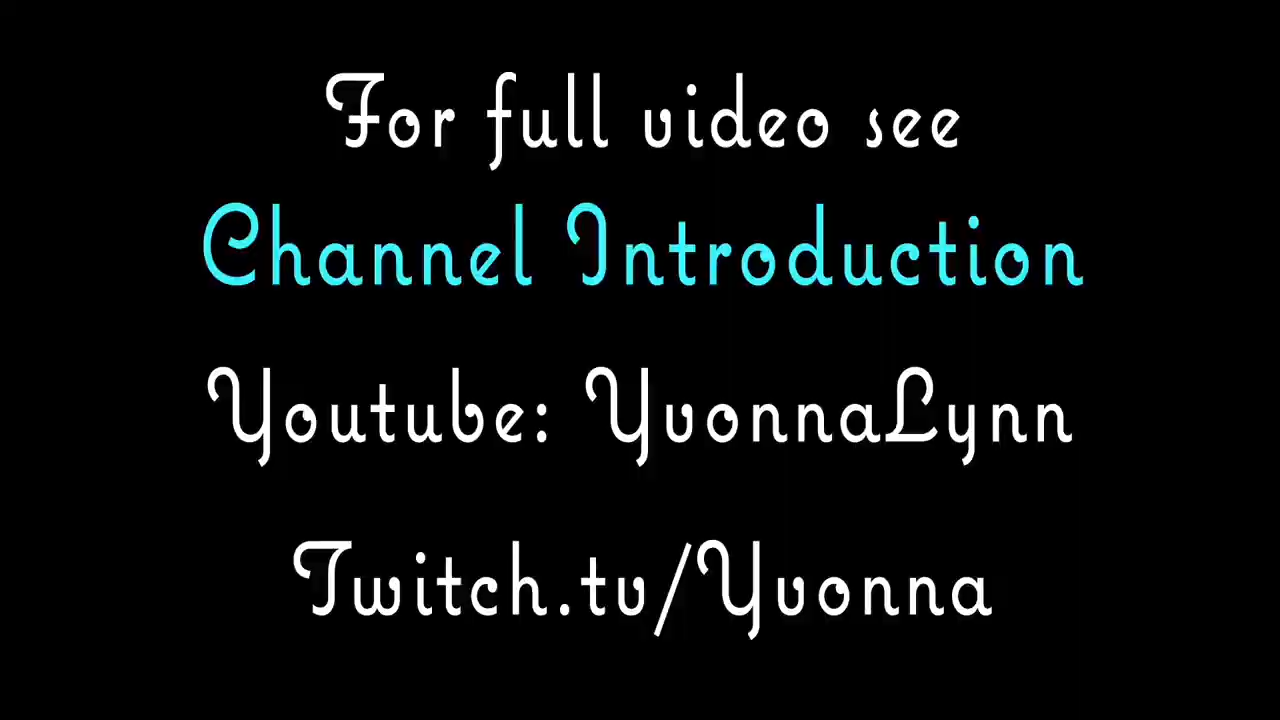 For full video see
Channel Introduction
Youtube: YvonnaLynn
Twitch.tv/Yvonna